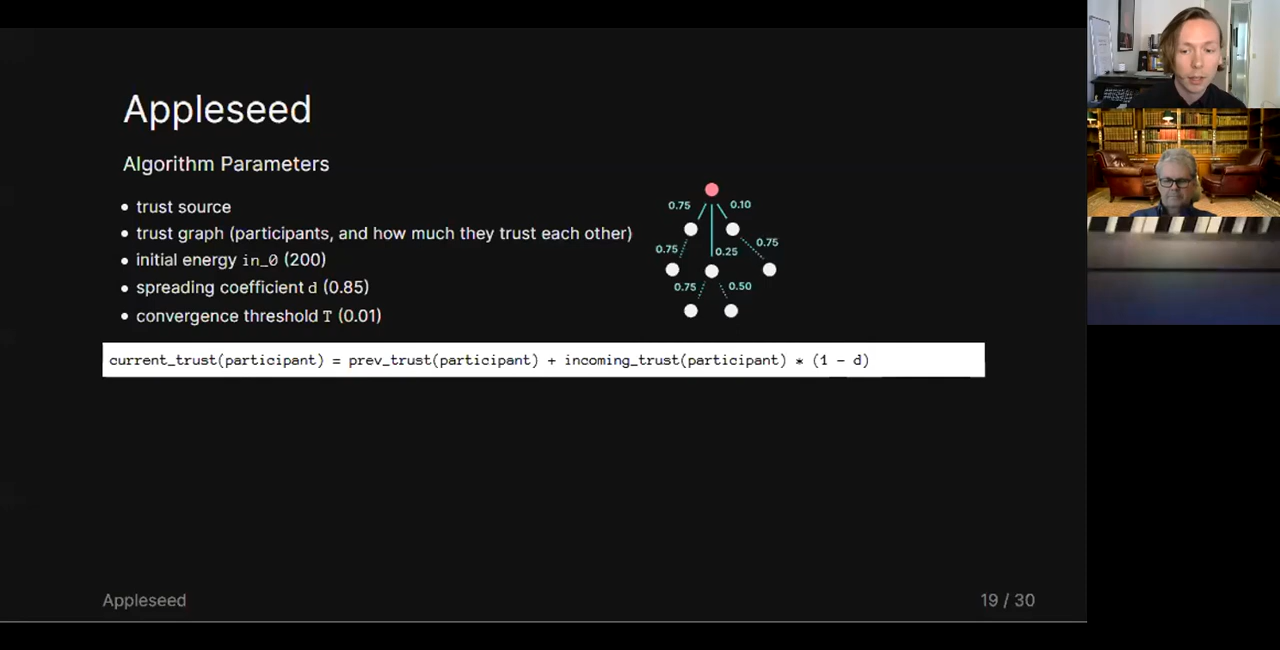 Appleseed
Algorithm Parameters
• trust source
• trust graph (participants, and how much they trust each other)
• initial energy in_0 (200)
• spreading coefficient d (0.85)
• convergence threshold T (0.01)
0.75 0.10
0.75 0.25 0.75
0.75 0.50
current_trust(participant) = prev_trust(participant) + incoming_trust(participant) * (1 - d)
Appleseed 19 / 30